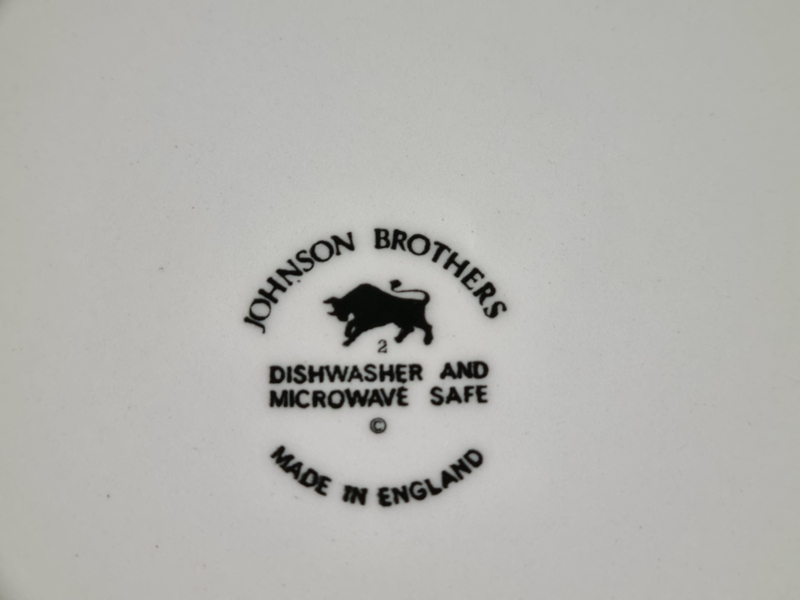 JOHNSON BROTHERS
2
DISHWASHER AND
MICROWAVE SAFE
©
MADE IN ENGLAND